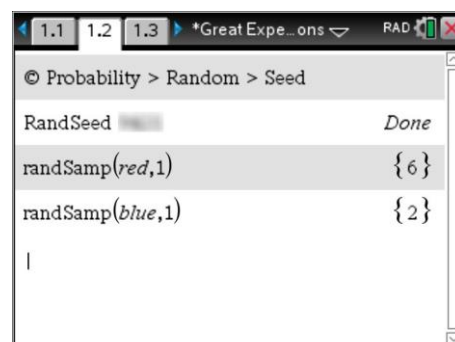 1.1 1.2 1.3 *Great Expe…ons RAD
© Probability > Random > Seed
RandSeed Done
randSamp(red,1) {6}
randSamp(blue,1) {2}